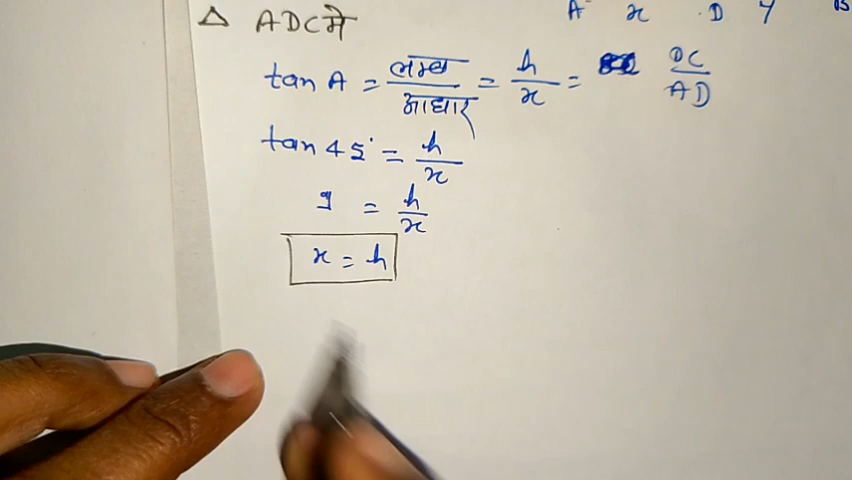 A x D y B
Δ ADC मे
tan A = लम्ब/आधार = h/x = DC/AD
tan 45° = h/x
1 = h/x
x = h